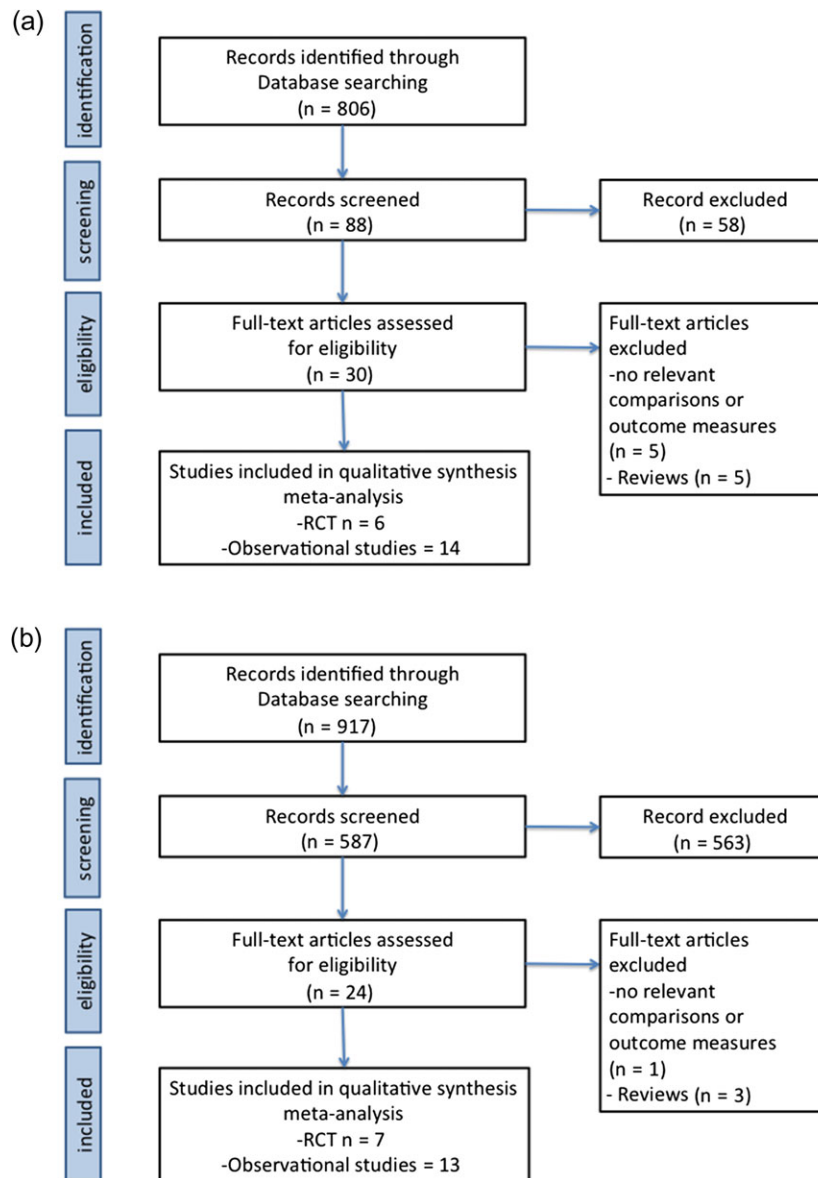 (a)
identification
Records identified through
Database searching
(n = 806)
screening
Records screened
(n = 88)
Record excluded
(n = 58)
eligibility
Full-text articles assessed
for eligibility
(n = 30)
Full-text articles
excluded
-no relevant
comparisons or
outcome measures
(n = 5)
- Reviews (n = 5)
included
Studies included in qualitative synthesis
meta-analysis
-RCT n = 6
-Observational studies = 14
(b)
identification
Records identified through
Database searching
(n = 917)
screening
Records screened
(n = 587)
Record excluded
(n = 563)
eligibility
Full-text articles assessed
for eligibility
(n = 24)
Full-text articles
excluded
-no relevant
comparisons or
outcome measures
(n = 1)
- Reviews (n = 3)
included
Studies included in qualitative synthesis
meta-analysis
-RCT n = 7
-Observational studies = 13